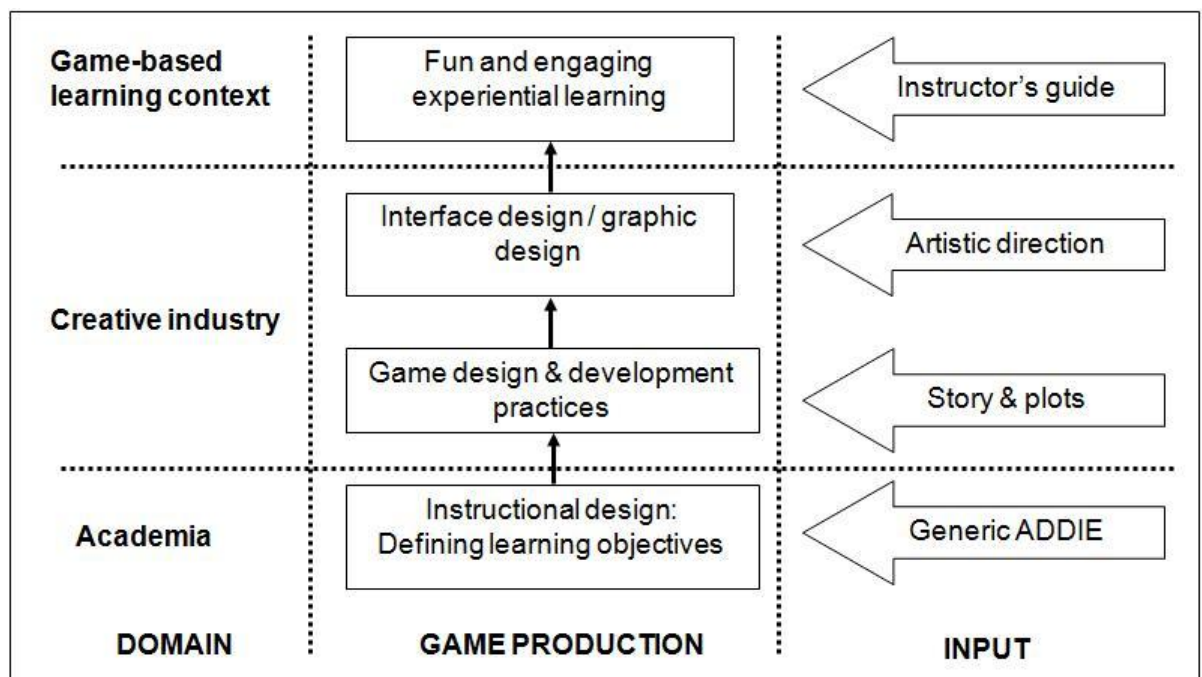 Game-based
learning context
Fun and engaging
experiential learning
Instructor's guide
Creative industry
Interface design / graphic
design
Artistic direction
Game design & development
practices
Story & plots
Academia
Instructional design:
Defining learning objectives
Generic ADDIE
DOMAIN
GAME PRODUCTION
INPUT